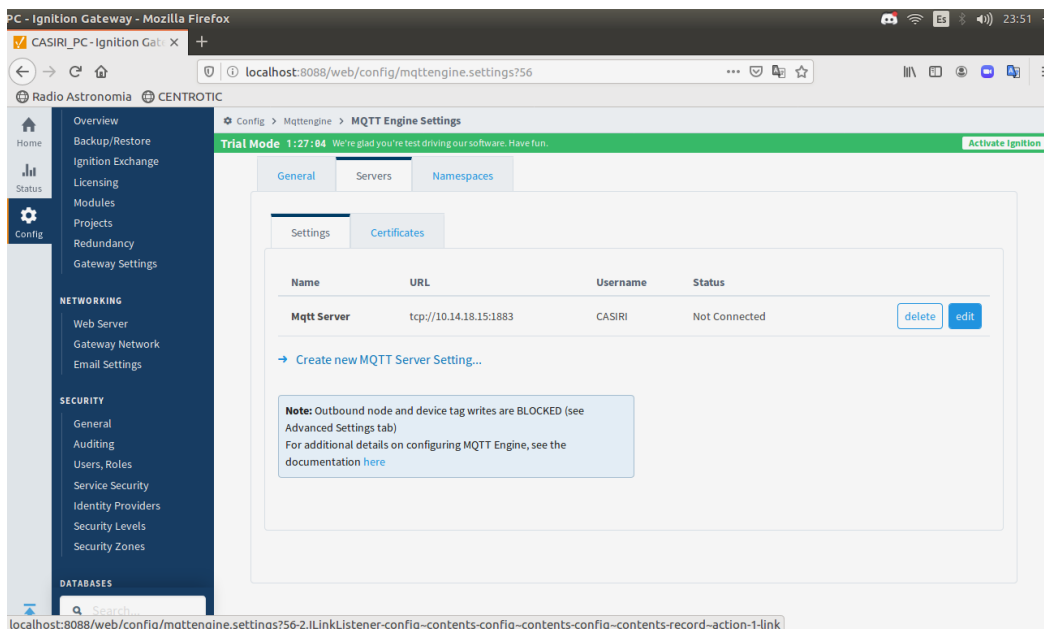 PC - Ignition Gateway - Mozilla Firefox
Es
23:51
CASIRI_PC - Ignition Gat
localhost:8088/web/config/mqttengine.settings?56
Radio Astronomia
CENTROTIC
Home
Status
Config
Overview
Backup/Restore
Ignition Exchange
Licensing
Modules
Projects
Redundancy
Gateway Settings
NETWORKING
Web Server
Gateway Network
Email Settings
SECURITY
General
Auditing
Users, Roles
Service Security
Identity Providers
Security Levels
Security Zones
DATABASES
Search...
Config > Mqttengine > MQTT Engine Settings
Trial Mode 1:27:04 We're glad you're test driving our software. Have fun.
Activate Ignition
General Servers Namespaces
Settings Certificates
Name URL Username Status
Mqtt Server tcp://10.14.18.15:1883 CASIRI Not Connected delete edit
→ Create new MQTT Server Setting...
Note: Outbound node and device tag writes are BLOCKED (see
Advanced Settings tab)
For additional details on configuring MQTT Engine, see the
documentation here
localhost:8088/web/config/mqttengine.settings?56-2.ILinkListener-config~contents-config~contents-config~contents-record~action-1-link